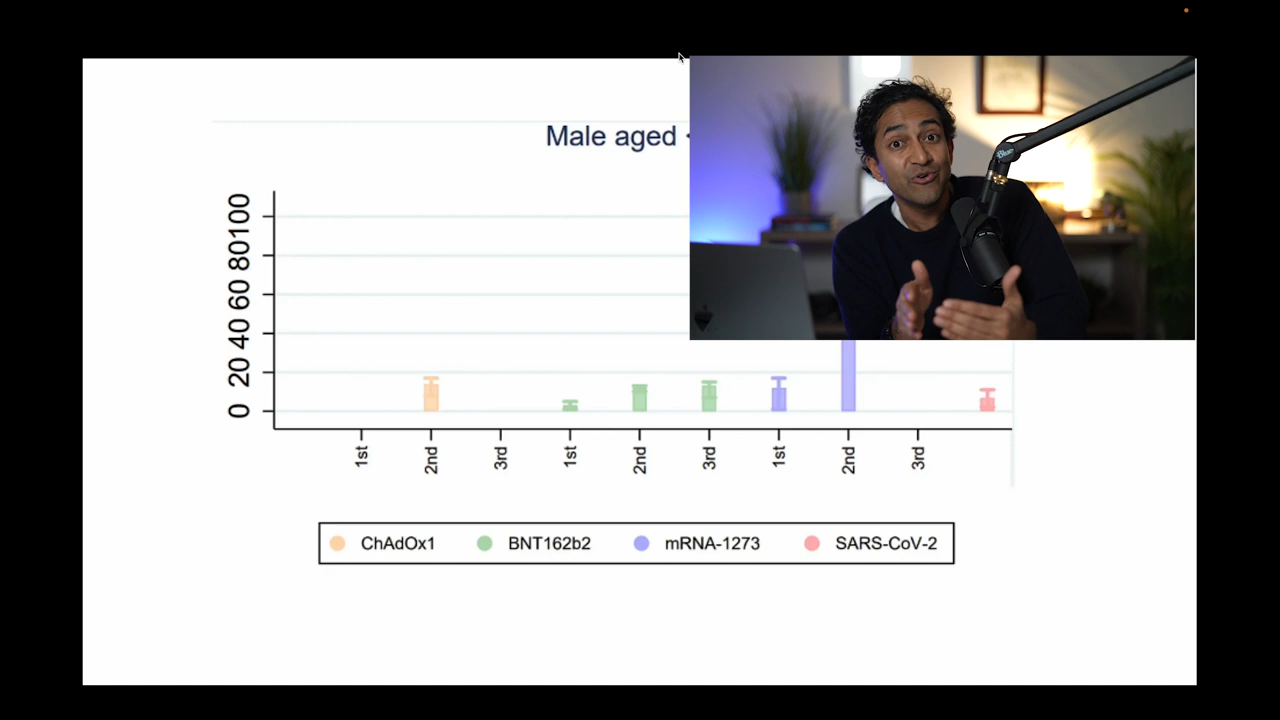 Male aged
100
80
60
40
20
0
1st 2nd 3rd 1st 2nd 3rd 1st 2nd 3rd
ChAdOx1 BNT162b2 mRNA-1273 SARS-CoV-2
Blue